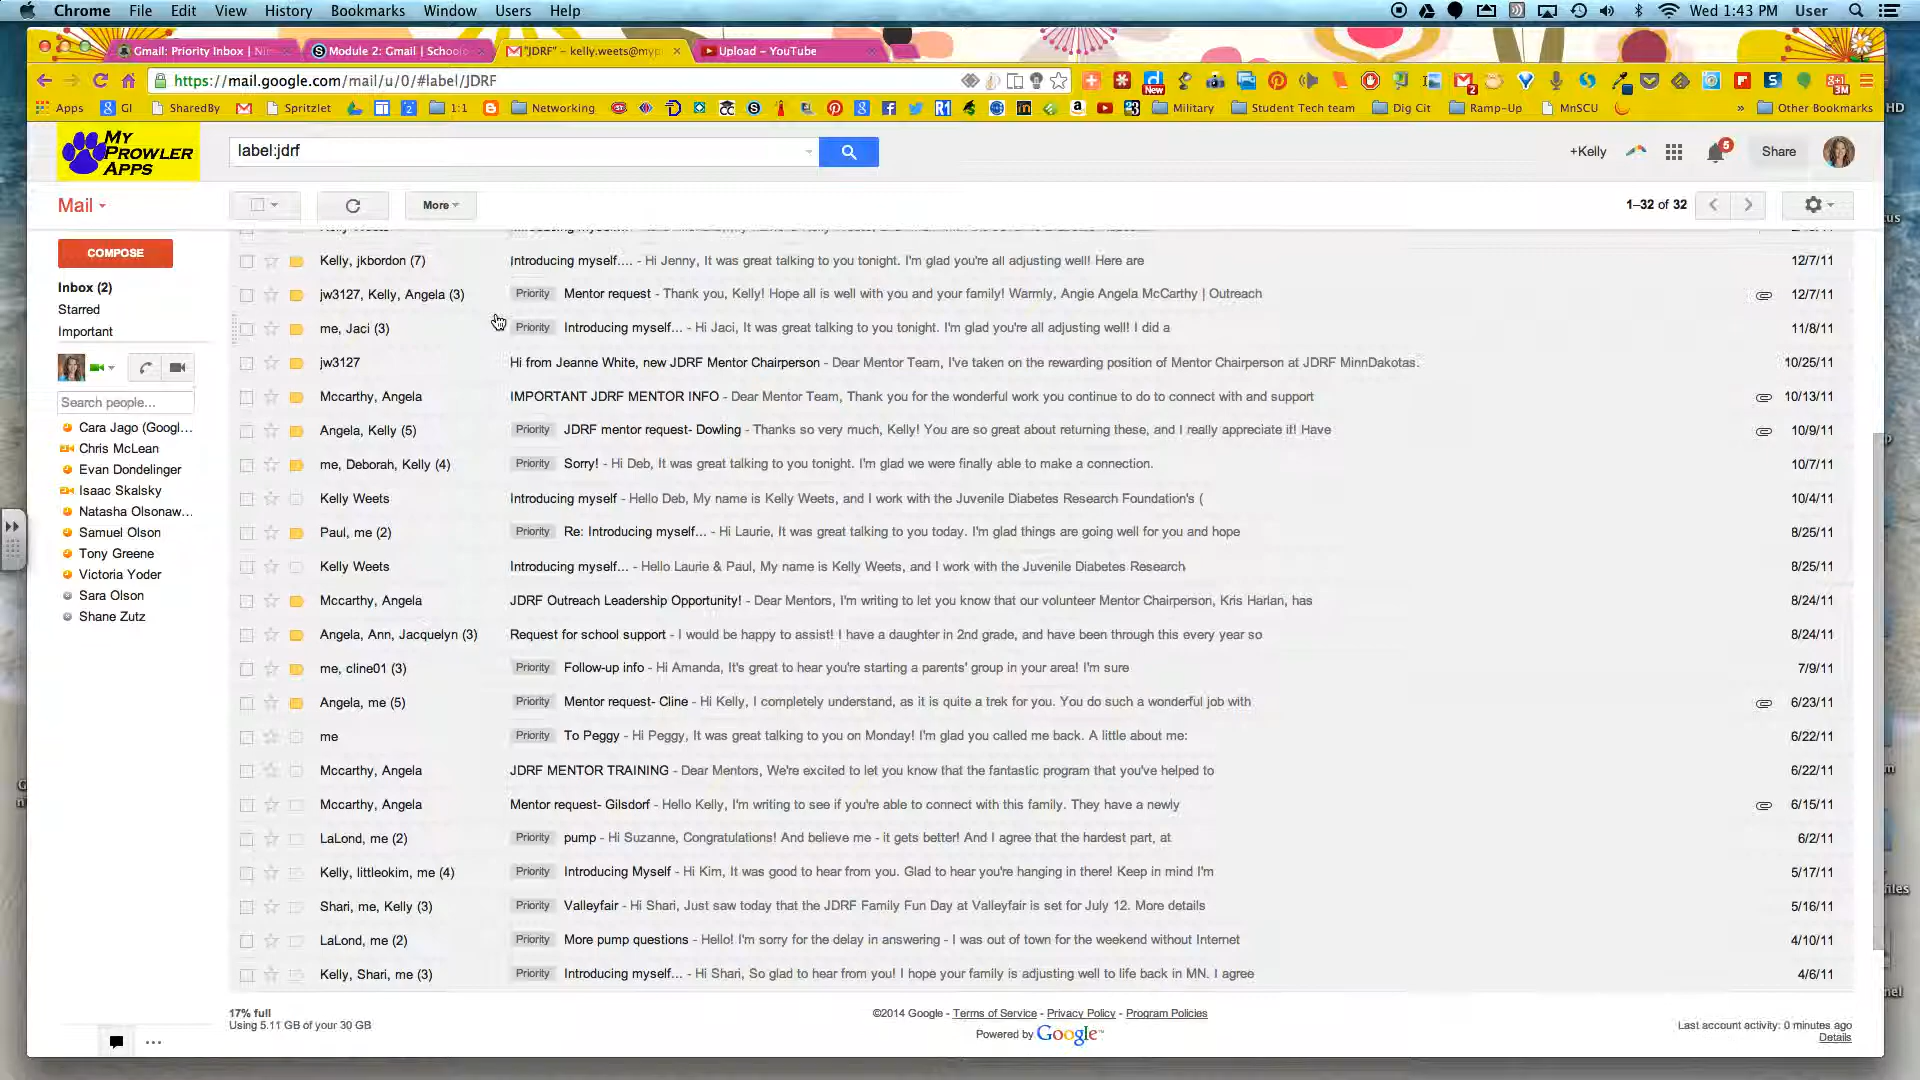 Chrome File Edit View History Bookmarks Window Users Help Wed 1:43 PM User
Gmail: Priority Inbox | Module 2: Gmail | Schoolo "JDRF" – kelly.weets@myp Upload – YouTube
https://mail.google.com/mail/u/0/#label/JDRF
Apps GI SharedBy Spritzlet 1:1 Networking Military Student Tech team Dig Cit Ramp-Up MnSCU » Other Bookmarks
MY PROWLER APPS
label:jdrf
+Kelly 5 Share
Mail More 1–32 of 32
COMPOSE
Inbox (2)
Starred
Important
Search people...
Cara Jago (Googl...
Chris McLean
Evan Dondelinger
Isaac Skalsky
Natasha Olsonaw...
Samuel Olson
Tony Greene
Victoria Yoder
Sara Olson
Shane Zutz
Kelly, jkbordon (7) Introducing myself.... - Hi Jenny, It was great talking to you tonight. I'm glad you're all adjusting well! Here are 12/7/11
jw3127, Kelly, Angela (3) Priority Mentor request - Thank you, Kelly! Hope all is well with you and your family! Warmly, Angie Angela McCarthy | Outreach 12/7/11
me, Jaci (3) Priority Introducing myself... - Hi Jaci, It was great talking to you tonight. I'm glad you're all adjusting well! I did a 11/8/11
jw3127 Hi from Jeanne White, new JDRF Mentor Chairperson - Dear Mentor Team, I've taken on the rewarding position of Mentor Chairperson at JDRF MinnDakotas. 10/25/11
Mccarthy, Angela IMPORTANT JDRF MENTOR INFO - Dear Mentor Team, Thank you for the wonderful work you continue to do to connect with and support 10/13/11
Angela, Kelly (5) Priority JDRF mentor request- Dowling - Thanks so very much, Kelly! You are so great about returning these, and I really appreciate it! Have 10/9/11
me, Deborah, Kelly (4) Priority Sorry! - Hi Deb, It was great talking to you tonight. I'm glad we were finally able to make a connection. 10/7/11
Kelly Weets Introducing myself - Hello Deb, My name is Kelly Weets, and I work with the Juvenile Diabetes Research Foundation's ( 10/4/11
Paul, me (2) Priority Re: Introducing myself... - Hi Laurie, It was great talking to you today. I'm glad things are going well for you and hope 8/25/11
Kelly Weets Introducing myself... - Hello Laurie & Paul, My name is Kelly Weets, and I work with the Juvenile Diabetes Research 8/25/11
Mccarthy, Angela JDRF Outreach Leadership Opportunity! - Dear Mentors, I'm writing to let you know that our volunteer Mentor Chairperson, Kris Harlan, has 8/24/11
Angela, Ann, Jacquelyn (3) Request for school support - I would be happy to assist! I have a daughter in 2nd grade, and have been through this every year so 8/24/11
me, cline01 (3) Priority Follow-up info - Hi Amanda, It's great to hear you're starting a parents' group in your area! I'm sure 7/9/11
Angela, me (5) Priority Mentor request- Cline - Hi Kelly, I completely understand, as it is quite a trek for you. You do such a wonderful job with 6/23/11
me Priority To Peggy - Hi Peggy, It was great talking to you on Monday! I'm glad you called me back. A little about me: 6/22/11
Mccarthy, Angela JDRF MENTOR TRAINING - Dear Mentors, We're excited to let you know that the fantastic program that you've helped to 6/22/11
Mccarthy, Angela Mentor request- Gilsdorf - Hello Kelly, I'm writing to see if you're able to connect with this family. They have a newly 6/15/11
LaLond, me (2) Priority pump - Hi Suzanne, Congratulations! And believe me - it gets better! And I agree that the hardest part, at 6/2/11
Kelly, littleokim, me (4) Priority Introducing Myself - Hi Kim, It was good to hear from you. Glad to hear you're hanging in there! Keep in mind I'm 5/17/11
Shari, me, Kelly (3) Priority Valleyfair - Hi Shari, Just saw today that the JDRF Family Fun Day at Valleyfair is set for July 12. More details 5/16/11
LaLond, me (2) Priority More pump questions - Hello! I'm sorry for the delay in answering - I was out of town for the weekend without Internet 4/10/11
Kelly, Shari, me (3) Priority Introducing myself... - Hi Shari, So glad to hear from you! I hope your family is adjusting well to life back in MN. I agree 4/6/11
17% full
Using 5.11 GB of your 30 GB
©2014 Google - Terms of Service - Privacy Policy - Program Policies
Powered by Google™
Last account activity: 0 minutes ago
Details